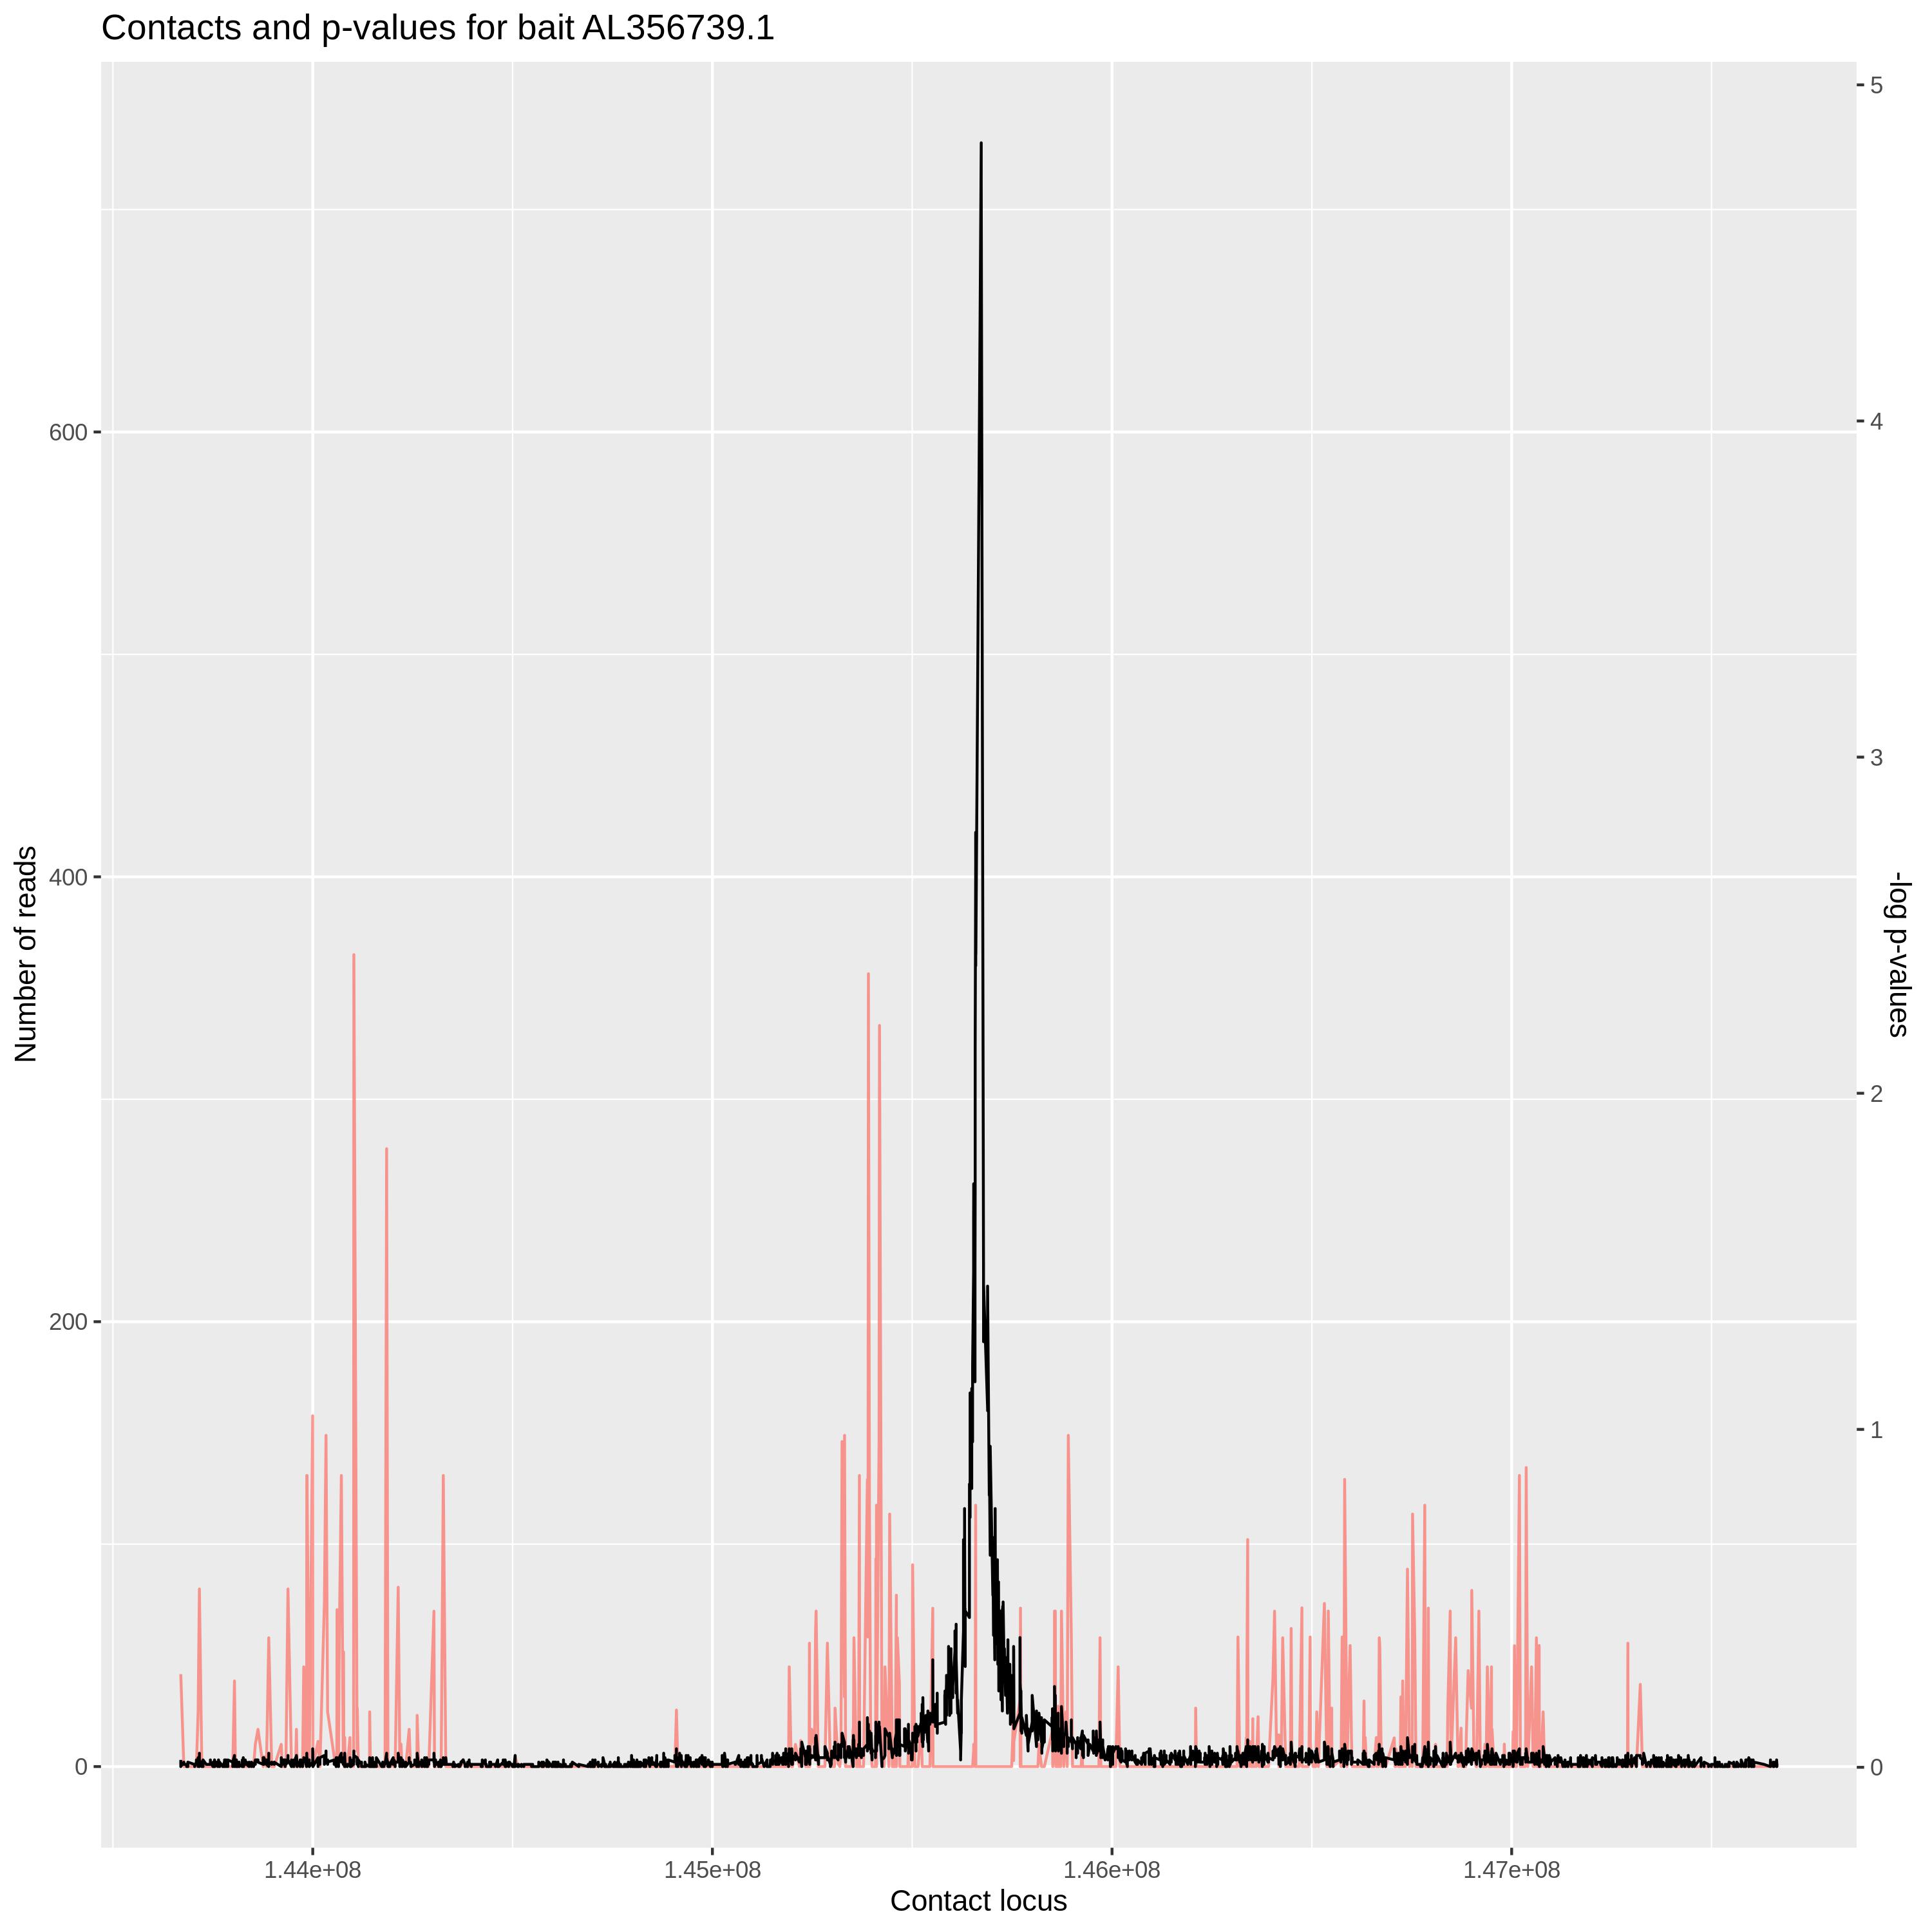 Contacts and p-values for bait AL356739.1
5
4
3
2
1
0
600
400
200
0
Number of reads
-log p-values
1.44e+08 1.45e+08 1.46e+08 1.47e+08
Contact locus